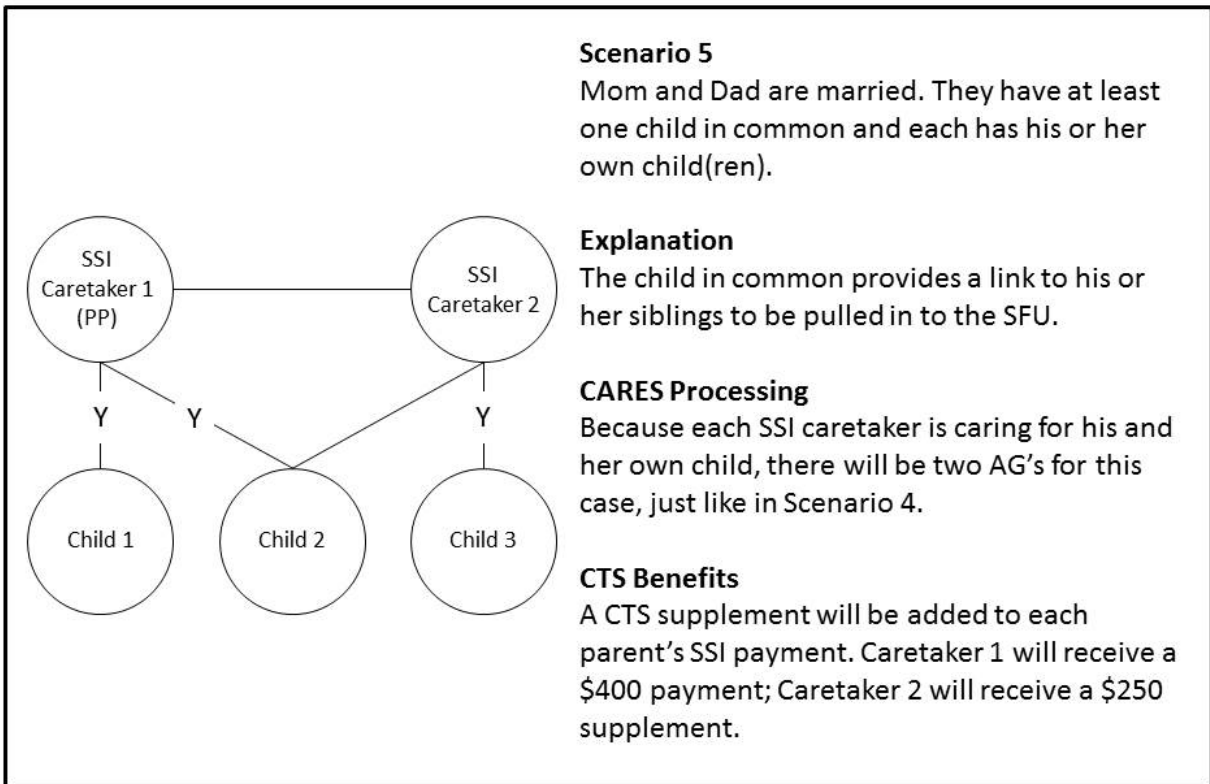 SSI
Caretaker 1
(PP)
SSI
Caretaker 2
Y
Y
Y
Child 1
Child 2
Child 3
Scenario 5
Mom and Dad are married. They have at least
one child in common and each has his or her
own child(ren).
Explanation
The child in common provides a link to his or
her siblings to be pulled in to the SFU.
CARES Processing
Because each SSI caretaker is caring for his and
her own child, there will be two AG’s for this
case, just like in Scenario 4.
CTS Benefits
A CTS supplement will be added to each
parent’s SSI payment. Caretaker 1 will receive a
$400 payment; Caretaker 2 will receive a $250
supplement.